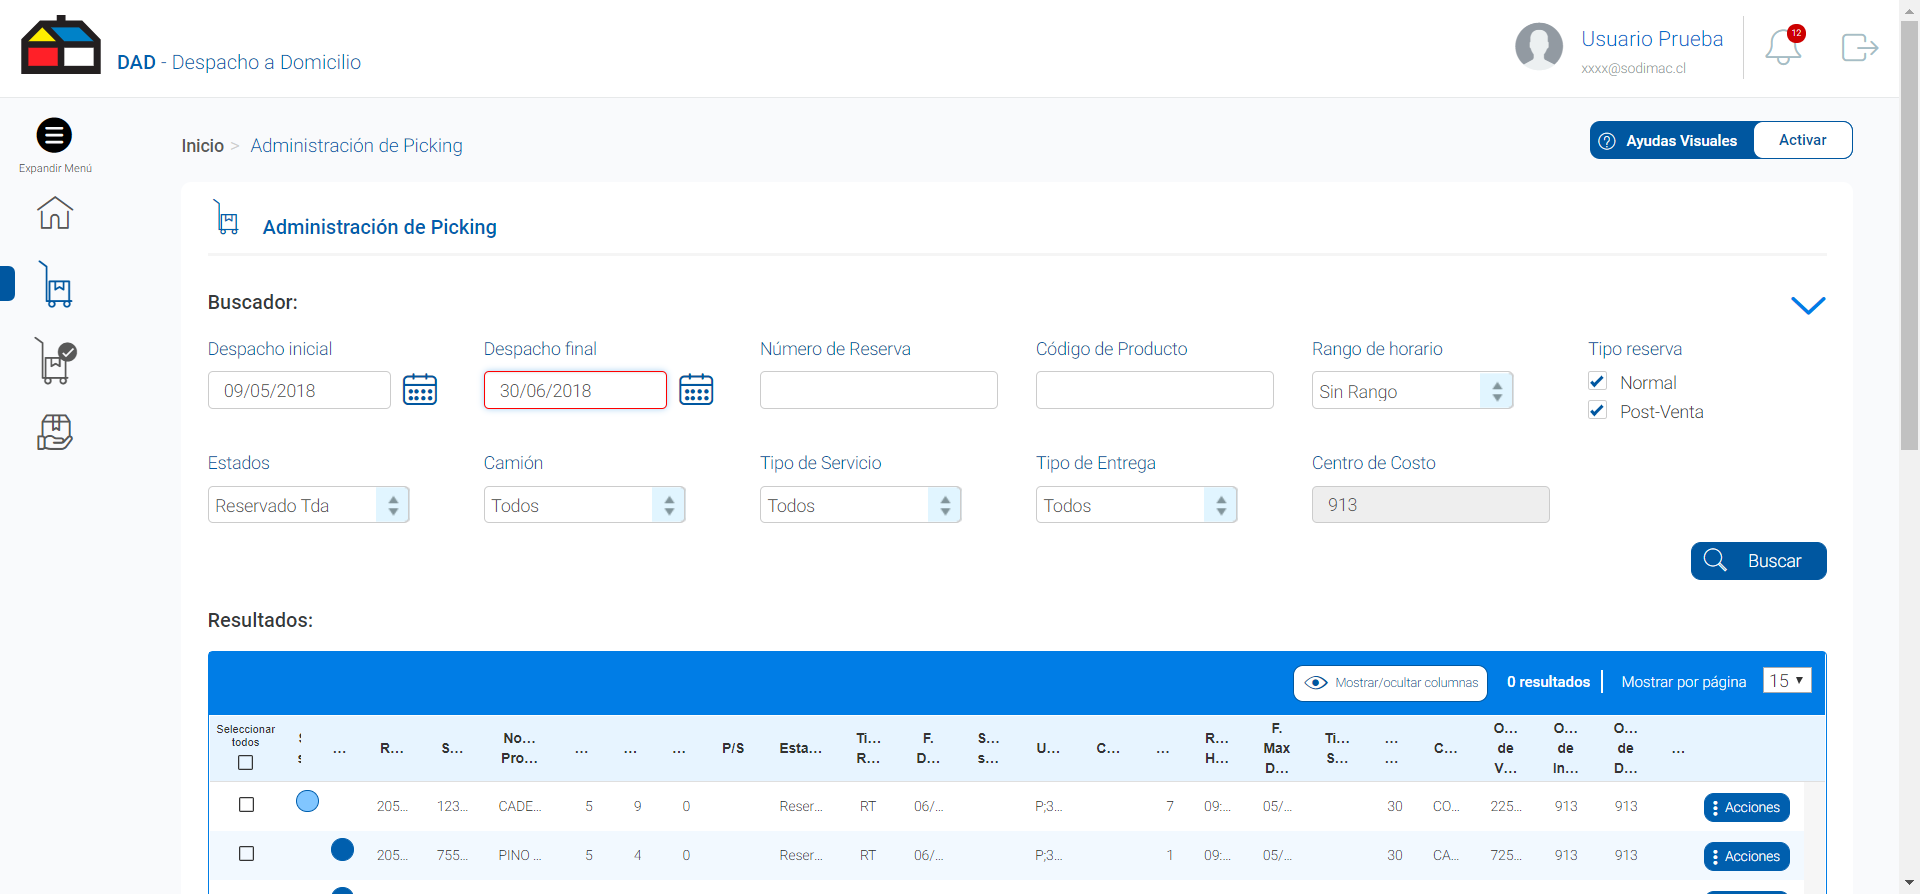 DAD - Despacho a Domicilio
Usuario Prueba
xxxx@sodimac.cl
12
Expandir Menú
Inicio > Administración de Picking
Ayudas Visuales
Activar
Administración de Picking
Buscador:
Despacho inicial
Despacho final
Número de Reserva
Código de Producto
Rango de horario
Tipo reserva
09/05/2018
30/06/2018
Sin Rango
Normal
Post-Venta
Estados
Camión
Tipo de Servicio
Tipo de Entrega
Centro de Costo
Reservado Tda
Todos
Todos
Todos
913
Buscar
Resultados:
Mostrar/ocultar columnas
0 resultados
Mostrar por página
15
Seleccionar todos
... R... S... No... Pro... ... ... ... P/S Esta... Ti... R... F. D... S... s... U... C... ... R... H... F. Max D... Ti... S... ... ... C... O... de V... O... de In... O... de D... ...
205... 123... CADE... 5 9 0 Reser... RT 06/... P;3... 7 09:... 05/... 30 CO... 225... 913 913 Acciones
205... 755... PINO ... 5 4 0 Reser... RT 06/... P;3... 1 09:... 05/... 30 CA... 725... 913 913 Acciones